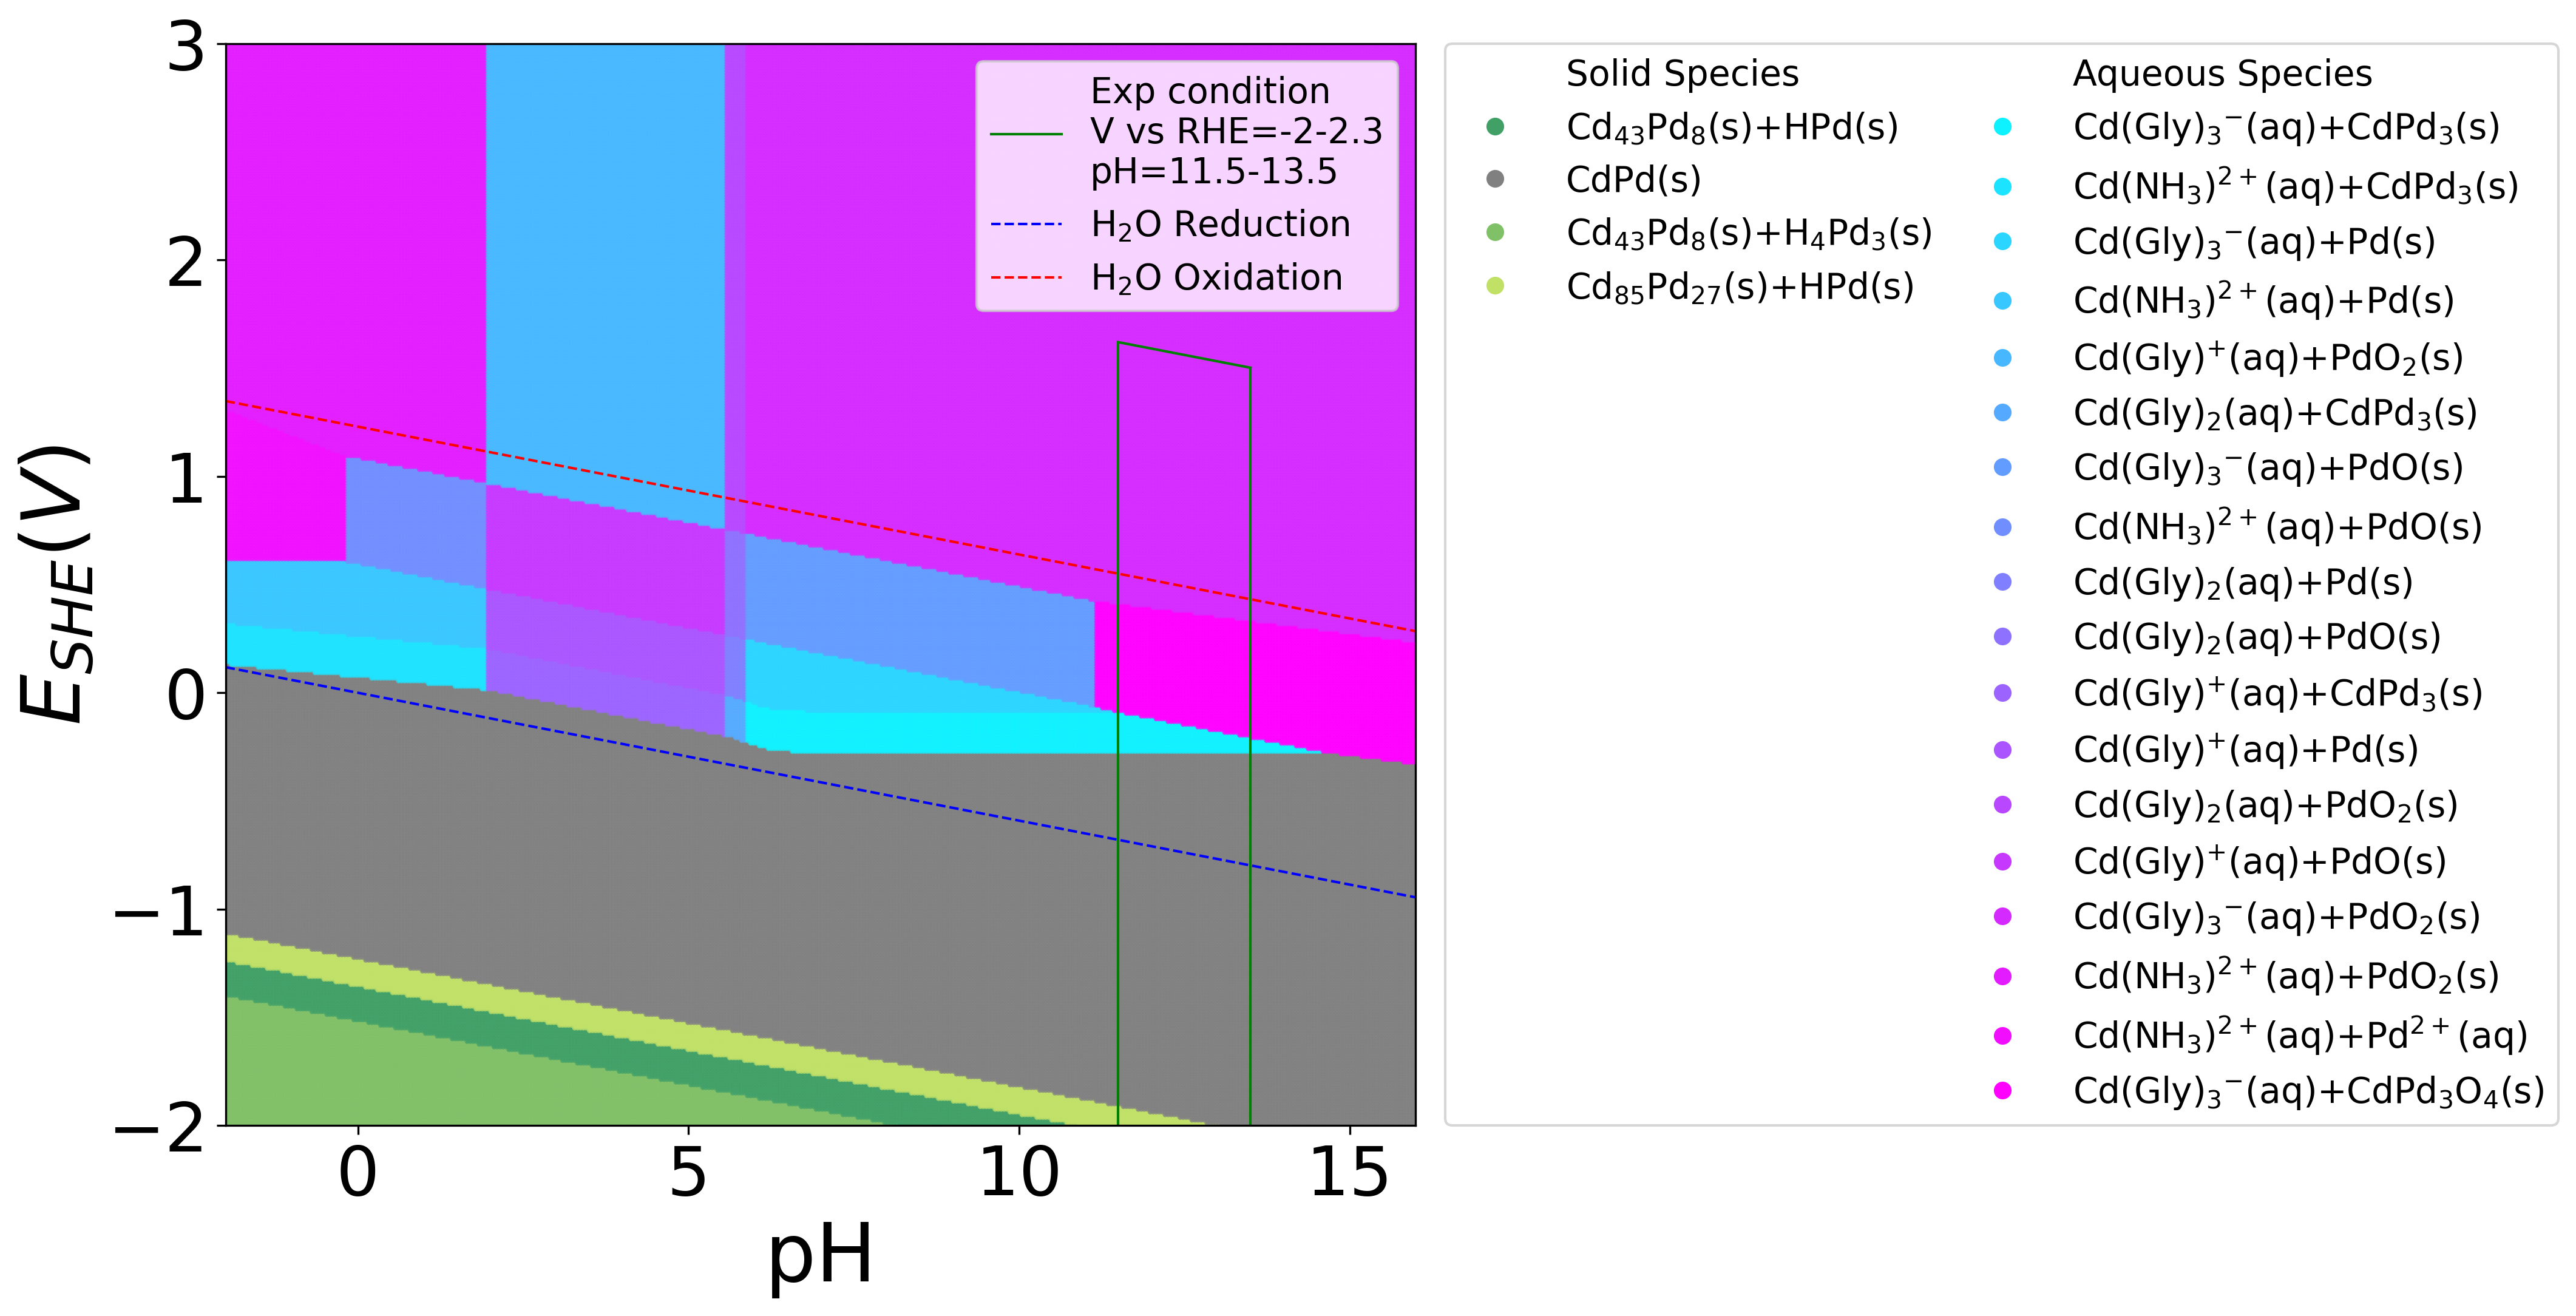 3
2
1
0
−1
−2
E_SHE(V)
0 5 10 15
pH
Exp condition
V vs RHE=-2-2.3
pH=11.5-13.5
H₂O Reduction
H₂O Oxidation
Solid Species
Cd₄₃Pd₈(s)+HPd(s)
CdPd(s)
Cd₄₃Pd₈(s)+H₄Pd₃(s)
Cd₈₅Pd₂₇(s)+HPd(s)
Aqueous Species
Cd(Gly)₃⁻(aq)+CdPd₃(s)
Cd(NH₃)²⁺(aq)+CdPd₃(s)
Cd(Gly)₃⁻(aq)+Pd(s)
Cd(NH₃)²⁺(aq)+Pd(s)
Cd(Gly)⁺(aq)+PdO₂(s)
Cd(Gly)₂(aq)+CdPd₃(s)
Cd(Gly)₃⁻(aq)+PdO(s)
Cd(NH₃)²⁺(aq)+PdO(s)
Cd(Gly)₂(aq)+Pd(s)
Cd(Gly)₂(aq)+PdO(s)
Cd(Gly)⁺(aq)+CdPd₃(s)
Cd(Gly)⁺(aq)+Pd(s)
Cd(Gly)₂(aq)+PdO₂(s)
Cd(Gly)⁺(aq)+PdO(s)
Cd(Gly)₃⁻(aq)+PdO₂(s)
Cd(NH₃)²⁺(aq)+PdO₂(s)
Cd(NH₃)²⁺(aq)+Pd²⁺(aq)
Cd(Gly)₃⁻(aq)+CdPd₃O₄(s)